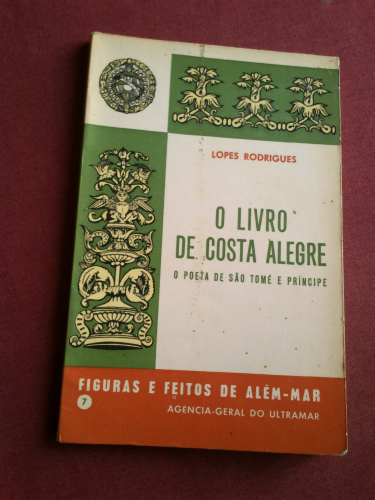 LOPES RODRIGUES
O LIVRO
DE COSTA ALEGRE
O POETA DE SÃO TOMÉ E PRÍNCIPE
FIGURAS E FEITOS DE ALÉM-MAR
7
AGENCIA-GERAL DO ULTRAMAR